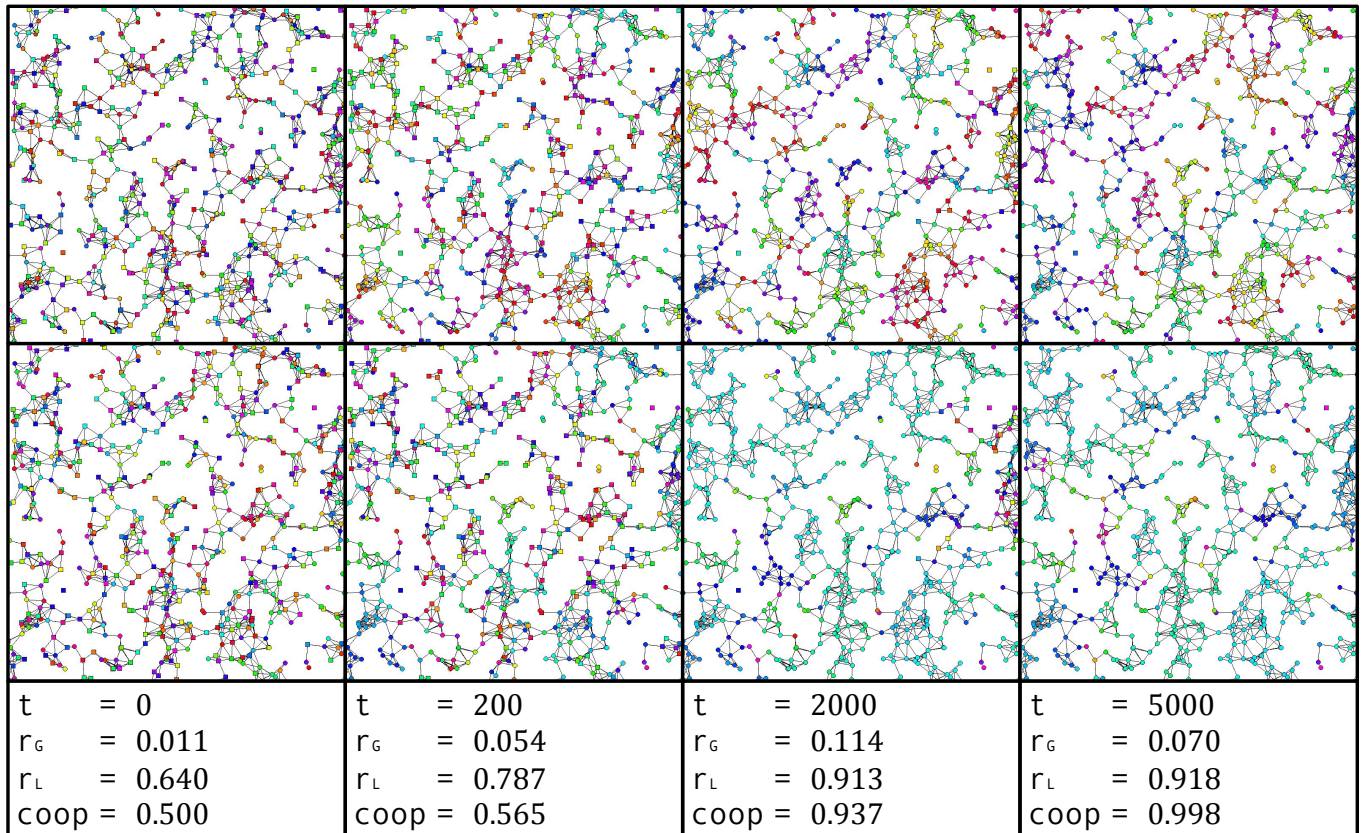 t = 0
rG = 0.011
rL = 0.640
coop = 0.500
t = 200
rG = 0.054
rL = 0.787
coop = 0.565
t = 2000
rG = 0.114
rL = 0.913
coop = 0.937
t = 5000
rG = 0.070
rL = 0.918
coop = 0.998